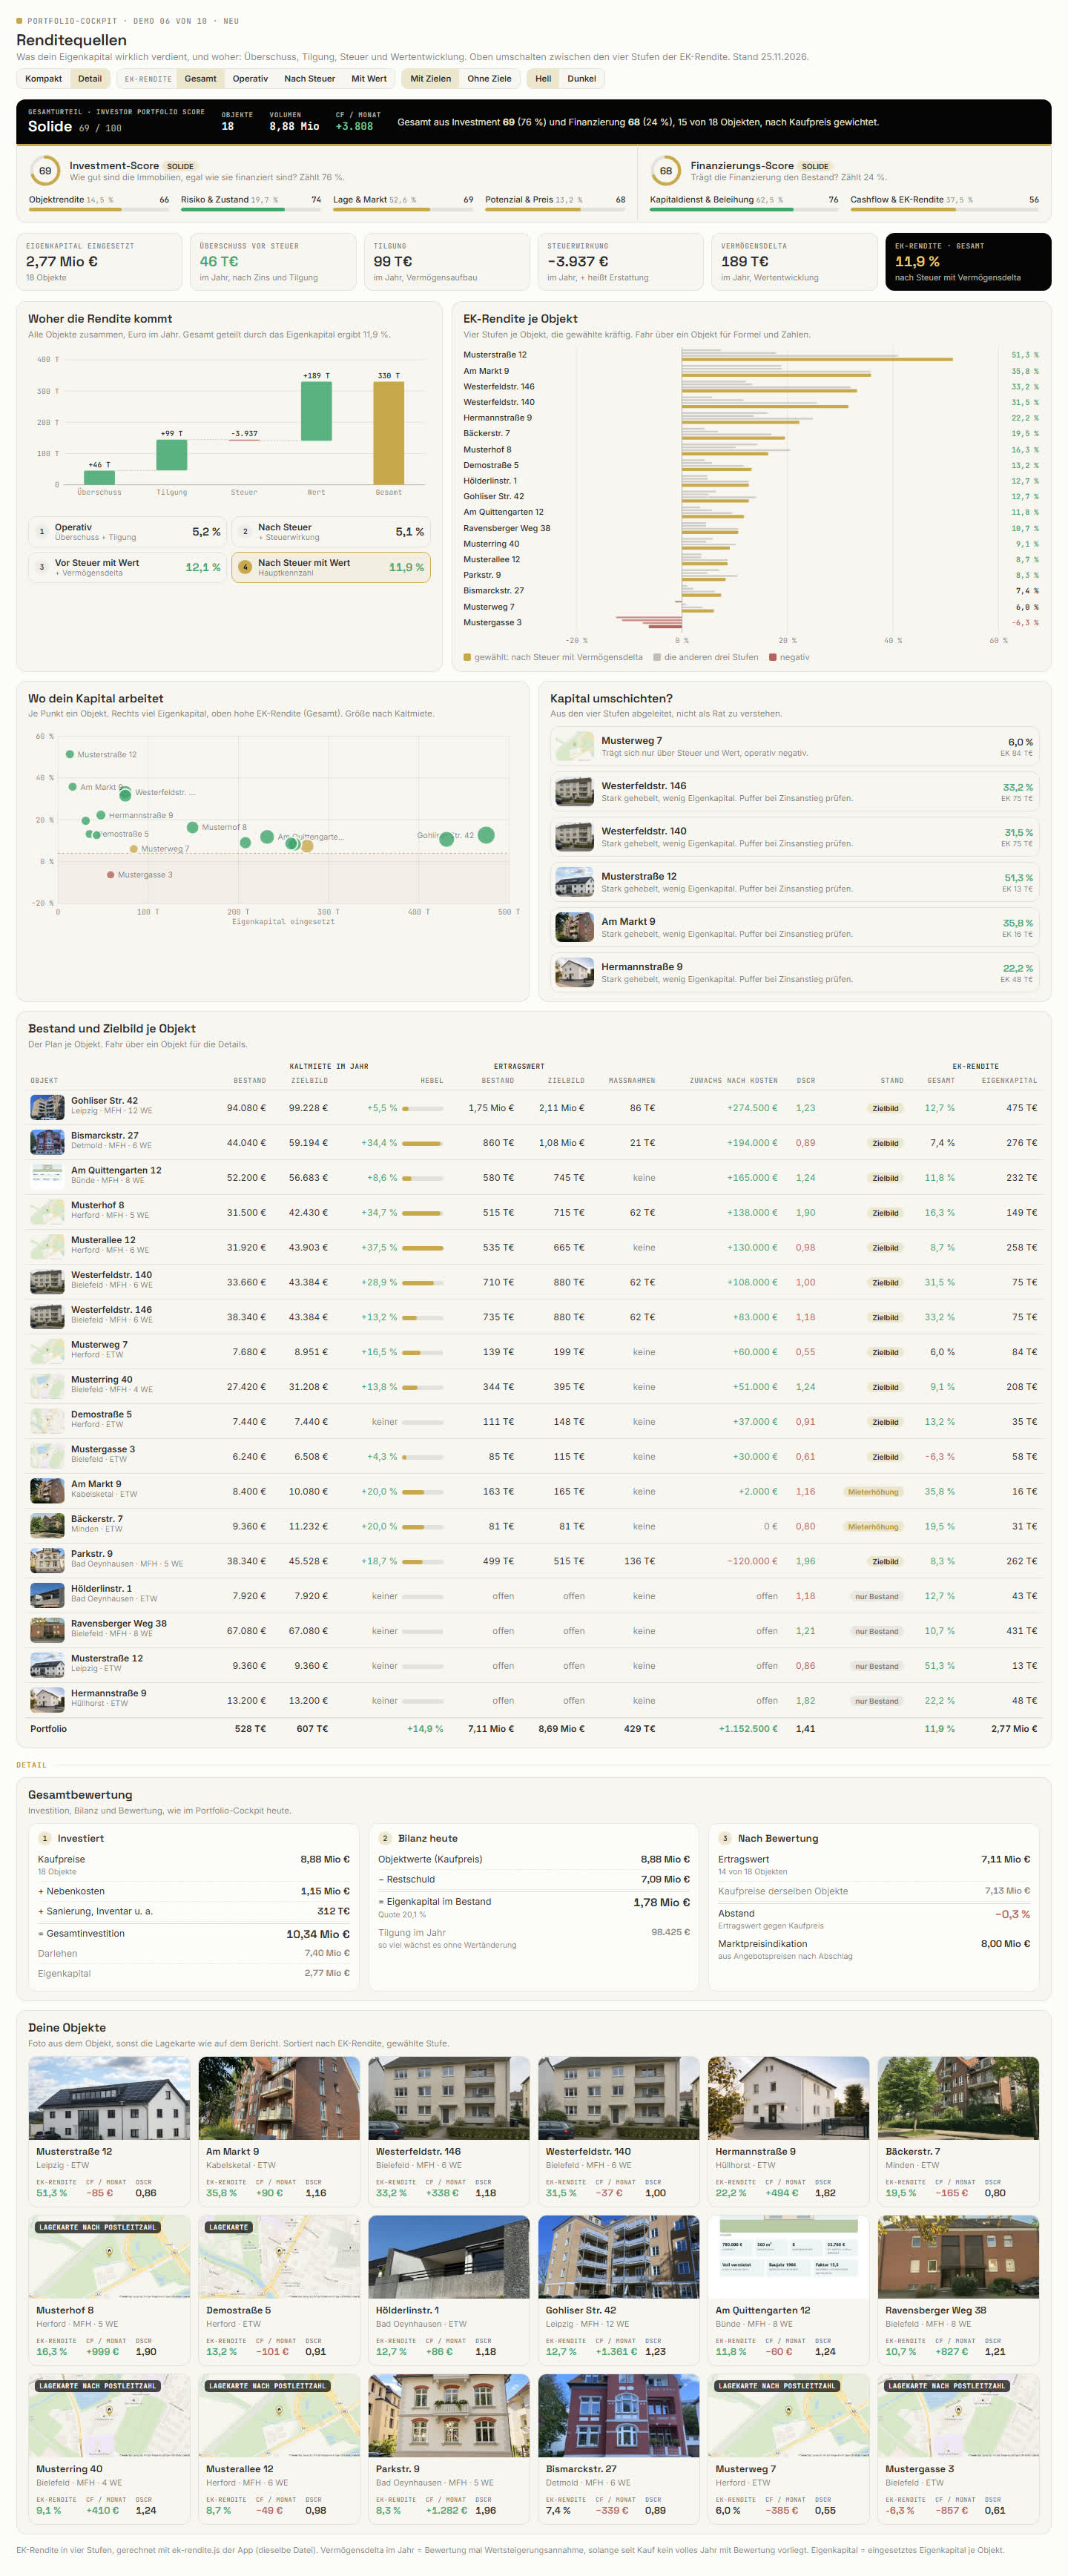 PORTFOLIO-COCKPIT · DEMO 06 VON 10 · NEU
Renditequellen
Was dein Eigenkapital wirklich verdient, und woher: Überschuss, Tilgung, Steuer und Wertentwicklung. Oben umschalten zwischen den vier Stufen der EK-Rendite. Stand 25.11.2026.
Kompakt Detail EK-RENDITE Gesamt Operativ Nach Steuer Mit Wert Mit Zielen Ohne Ziele Hell Dunkel
GESAMTURTEIL · INVESTOR PORTFOLIO SCORE
Solide 69 / 100
OBJEKTE
18
VOLUMEN
8,88 Mio
CF / MONAT
+3.808
Gesamt aus Investment 69 (76 %) und Finanzierung 68 (24 %), 15 von 18 Objekten, nach Kaufpreis gewichtet.
69
Investment-Score SOLIDE
Wie gut sind die Immobilien, egal wie sie finanziert sind? Zählt 76 %.
Objektrendite 14,5 % 66
Risiko & Zustand 19,7 % 74
Lage & Markt 52,6 % 69
Potenzial & Preis 13,2 % 68
68
Finanzierungs-Score SOLIDE
Trägt die Finanzierung den Bestand? Zählt 24 %.
Kapitaldienst & Beleihung 62,5 % 76
Cashflow & EK-Rendite 37,5 % 56
EIGENKAPITAL EINGESETZT
2,77 Mio €
18 Objekte
ÜBERSCHUSS VOR STEUER
46 T€
im Jahr, nach Zins und Tilgung
TILGUNG
99 T€
im Jahr, Vermögensaufbau
STEUERWIRKUNG
−3.937 €
im Jahr, + heißt Erstattung
VERMÖGENSDELTA
189 T€
im Jahr, Wertentwicklung
EK-RENDITE · GESAMT
11,9 %
nach Steuer mit Vermögensdelta
Woher die Rendite kommt
Alle Objekte zusammen, Euro im Jahr. Gesamt geteilt durch das Eigenkapital ergibt 11,9 %.
400 T
300 T
200 T
100 T
0
+46 T
+99 T
-3.937
+189 T
330 T
Überschuss Tilgung Steuer Wert Gesamt
1 Operativ 5,2 %
Überschuss + Tilgung
2 Nach Steuer 5,1 %
+ Steuerwirkung
3 Vor Steuer mit Wert 12,1 %
+ Vermögensdelta
4 Nach Steuer mit Wert 11,9 %
Hauptkennzahl
EK-Rendite je Objekt
Vier Stufen je Objekt, die gewählte kräftig. Fahr über ein Objekt für Formel und Zahlen.
Musterstraße 12 51,3 %
Am Markt 9 35,8 %
Westerfeldstr. 146 33,2 %
Westerfeldstr. 140 31,5 %
Hermannstraße 9 22,2 %
Bäckerstr. 7 19,5 %
Musterhof 8 16,3 %
Demostraße 5 13,2 %
Hölderlinstr. 1 12,7 %
Gohliser Str. 42 12,7 %
Am Quittengarten 12 11,8 %
Ravensberger Weg 38 10,7 %
Musterring 40 9,1 %
Musterallee 12 8,7 %
Parkstr. 9 8,3 %
Bismarckstr. 27 7,4 %
Musterweg 7 6,0 %
Mustergasse 3 -6,3 %
-20 % 0 % 20 % 40 % 60 %
gewählt: nach Steuer mit Vermögensdelta die anderen drei Stufen negativ
Wo dein Kapital arbeitet
Je Punkt ein Objekt. Rechts viel Eigenkapital, oben hohe EK-Rendite (Gesamt). Größe nach Kaltmiete.
60 %
40 %
20 %
0 %
-20 %
Musterstraße 12
Am Markt 9
Westerfeldstr. ...
Hermannstraße 9
Demostraße 5
Musterhof 8
Am Quittengarte...
Gohliser Str. 42
Musterweg 7
Mustergasse 3
0 100 T 200 T 300 T 400 T 500 T
Eigenkapital eingesetzt
Kapital umschichten?
Aus den vier Stufen abgeleitet, nicht als Rat zu verstehen.
Musterweg 7 6,0 %
Trägt sich nur über Steuer und Wert, operativ negativ. EK 84 T€
Westerfeldstr. 146 33,2 %
Stark gehebelt, wenig Eigenkapital. Puffer bei Zinsanstieg prüfen. EK 75 T€
Westerfeldstr. 140 31,5 %
Stark gehebelt, wenig Eigenkapital. Puffer bei Zinsanstieg prüfen. EK 75 T€
Musterstraße 12 51,3 %
Stark gehebelt, wenig Eigenkapital. Puffer bei Zinsanstieg prüfen. EK 13 T€
Am Markt 9 35,8 %
Stark gehebelt, wenig Eigenkapital. Puffer bei Zinsanstieg prüfen. EK 16 T€
Hermannstraße 9 22,2 %
Stark gehebelt, wenig Eigenkapital. Puffer bei Zinsanstieg prüfen. EK 48 T€
Bestand und Zielbild je Objekt
Der Plan je Objekt. Fahr über ein Objekt für die Details.
KALTMIETE IM JAHR ERTRAGSWERT EK-RENDITE
OBJEKT BESTAND ZIELBILD HEBEL BESTAND ZIELBILD MASSNAHMEN ZUWACHS NACH KOSTEN DSCR STAND GESAMT EIGENKAPITAL
Gohliser Str. 42
Leipzig · MFH · 12 WE
94.080 € 99.228 € +5,5 % 1,75 Mio € 2,11 Mio € 86 T€ +274.500 € 1,23 Zielbild 12,7 % 475 T€
Bismarckstr. 27
Detmold · MFH · 6 WE
44.040 € 59.194 € +34,4 % 860 T€ 1,08 Mio € 21 T€ +194.000 € 0,89 Zielbild 7,4 % 276 T€
Am Quittengarten 12
Bünde · MFH · 8 WE
52.200 € 56.683 € +8,6 % 580 T€ 745 T€ keine +165.000 € 1,24 Zielbild 11,8 % 232 T€
Musterhof 8
Herford · MFH · 5 WE
31.500 € 42.430 € +34,7 % 515 T€ 715 T€ 62 T€ +138.000 € 1,90 Zielbild 16,3 % 149 T€
Musterallee 12
Herford · MFH · 6 WE
31.920 € 43.903 € +37,5 % 535 T€ 665 T€ keine +130.000 € 0,98 Zielbild 8,7 % 258 T€
Westerfeldstr. 140
Bielefeld · MFH · 6 WE
33.660 € 43.384 € +28,9 % 710 T€ 880 T€ 62 T€ +108.000 € 1,00 Zielbild 31,5 % 75 T€
Westerfeldstr. 146
Bielefeld · MFH · 6 WE
38.340 € 43.384 € +13,2 % 735 T€ 880 T€ 62 T€ +83.000 € 1,18 Zielbild 33,2 % 75 T€
Musterweg 7
Herford · ETW
7.680 € 8.951 € +16,5 % 139 T€ 199 T€ keine +60.000 € 0,55 Zielbild 6,0 % 84 T€
Musterring 40
Bielefeld · MFH · 4 WE
27.420 € 31.208 € +13,8 % 344 T€ 395 T€ keine +51.000 € 1,24 Zielbild 9,1 % 208 T€
Demostraße 5
Herford · ETW
7.440 € 7.440 € keiner 111 T€ 148 T€ keine +37.000 € 0,91 Zielbild 13,2 % 35 T€
Mustergasse 3
Bielefeld · ETW
6.240 € 6.508 € +4,3 % 85 T€ 115 T€ keine +30.000 € 0,61 Zielbild -6,3 % 58 T€
Am Markt 9
Kabelsketal · ETW
8.400 € 10.080 € +20,0 % 163 T€ 165 T€ keine +2.000 € 1,16 Mieterhöhung 35,8 % 16 T€
Bäckerstr. 7
Minden · ETW
9.360 € 11.232 € +20,0 % 81 T€ 81 T€ keine 0 € 0,80 Mieterhöhung 19,5 % 31 T€
Parkstr. 9
Bad Oeynhausen · MFH · 5 WE
38.340 € 45.528 € +18,7 % 499 T€ 515 T€ 136 T€ −120.000 € 1,96 Zielbild 8,3 % 262 T€
Hölderlinstr. 1
Bad Oeynhausen · ETW
7.920 € 7.920 € keiner offen offen keine offen 1,18 nur Bestand 12,7 % 43 T€
Ravensberger Weg 38
Bielefeld · MFH · 8 WE
67.080 € 67.080 € keiner offen offen keine offen 1,21 nur Bestand 10,7 % 431 T€
Musterstraße 12
Leipzig · ETW
9.360 € 9.360 € keiner offen offen keine offen 0,86 nur Bestand 51,3 % 13 T€
Hermannstraße 9
Hüllhorst · ETW
13.200 € 13.200 € keiner offen offen keine offen 1,82 nur Bestand 22,2 % 48 T€
Portfolio 528 T€ 607 T€ +14,9 % 7,11 Mio € 8,69 Mio € 429 T€ +1.152.500 € 1,41 11,9 % 2,77 Mio €
DETAIL
Gesamtbewertung
Investition, Bilanz und Bewertung, wie im Portfolio-Cockpit heute.
1 Investiert
Kaufpreise 8,88 Mio €
18 Objekte
+ Nebenkosten 1,15 Mio €
+ Sanierung, Inventar u. a. 312 T€
= Gesamtinvestition 10,34 Mio €
Darlehen 7,40 Mio €
Eigenkapital 2,77 Mio €
2 Bilanz heute
Objektwerte (Kaufpreis) 8,88 Mio €
− Restschuld 7,09 Mio €
= Eigenkapital im Bestand 1,78 Mio €
Quote 20,1 %
Tilgung im Jahr 98.425 €
so viel wächst es ohne Wertänderung
3 Nach Bewertung
Ertragswert 7,11 Mio €
14 von 18 Objekten
Kaufpreise derselben Objekte 7,13 Mio €
Abstand −0,3 %
Ertragswert gegen Kaufpreis
Marktpreisindikation 8,00 Mio €
aus Angebotspreisen nach Abschlag
Deine Objekte
Foto aus dem Objekt, sonst die Lagekarte wie auf dem Bericht. Sortiert nach EK-Rendite, gewählte Stufe.
Musterstraße 12
Leipzig · ETW
EK-RENDITE CF / MONAT DSCR
51,3 % −85 € 0,86
Am Markt 9
Kabelsketal · ETW
EK-RENDITE CF / MONAT DSCR
35,8 % +90 € 1,16
Westerfeldstr. 146
Bielefeld · MFH · 6 WE
EK-RENDITE CF / MONAT DSCR
33,2 % +338 € 1,18
Westerfeldstr. 140
Bielefeld · MFH · 6 WE
EK-RENDITE CF / MONAT DSCR
31,5 % −37 € 1,00
Hermannstraße 9
Hüllhorst · ETW
EK-RENDITE CF / MONAT DSCR
22,2 % +494 € 1,82
Bäckerstr. 7
Minden · ETW
EK-RENDITE CF / MONAT DSCR
19,5 % −165 € 0,80
LAGEKARTE NACH POSTLEITZAHL
Musterhof 8
Herford · MFH · 5 WE
EK-RENDITE CF / MONAT DSCR
16,3 % +999 € 1,90
LAGEKARTE
Demostraße 5
Herford · ETW
EK-RENDITE CF / MONAT DSCR
13,2 % −101 € 0,91
Hölderlinstr. 1
Bad Oeynhausen · ETW
EK-RENDITE CF / MONAT DSCR
12,7 % +86 € 1,18
Gohliser Str. 42
Leipzig · MFH · 12 WE
EK-RENDITE CF / MONAT DSCR
12,7 % +1.361 € 1,23
Voll vermietet Baujahr 1966 Faktor 15,5
Am Quittengarten 12
Bünde · MFH · 8 WE
EK-RENDITE CF / MONAT DSCR
11,8 % −60 € 1,24
Ravensberger Weg 38
Bielefeld · MFH · 8 WE
EK-RENDITE CF / MONAT DSCR
10,7 % +827 € 1,21
LAGEKARTE NACH POSTLEITZAHL
Musterring 40
Bielefeld · MFH · 4 WE
EK-RENDITE CF / MONAT DSCR
9,1 % +410 € 1,24
LAGEKARTE NACH POSTLEITZAHL
Musterallee 12
Herford · MFH · 6 WE
EK-RENDITE CF / MONAT DSCR
8,7 % −49 € 0,98
Parkstr. 9
Bad Oeynhausen · MFH · 5 WE
EK-RENDITE CF / MONAT DSCR
8,3 % +1.282 € 1,96
Bismarckstr. 27
Detmold · MFH · 6 WE
EK-RENDITE CF / MONAT DSCR
7,4 % −339 € 0,89
LAGEKARTE NACH POSTLEITZAHL
Musterweg 7
Herford · ETW
EK-RENDITE CF / MONAT DSCR
6,0 % −385 € 0,55
LAGEKARTE NACH POSTLEITZAHL
Mustergasse 3
Bielefeld · ETW
EK-RENDITE CF / MONAT DSCR
-6,3 % −857 € 0,61
EK-Rendite in vier Stufen, gerechnet mit ek-rendite.js der App (dieselbe Datei). Vermögensdelta im Jahr = Bewertung mal Wertsteigerungsannahme, solange seit Kauf kein volles Jahr mit Bewertung vorliegt. Eigenkapital = eingesetztes Eigenkapital je Objekt.